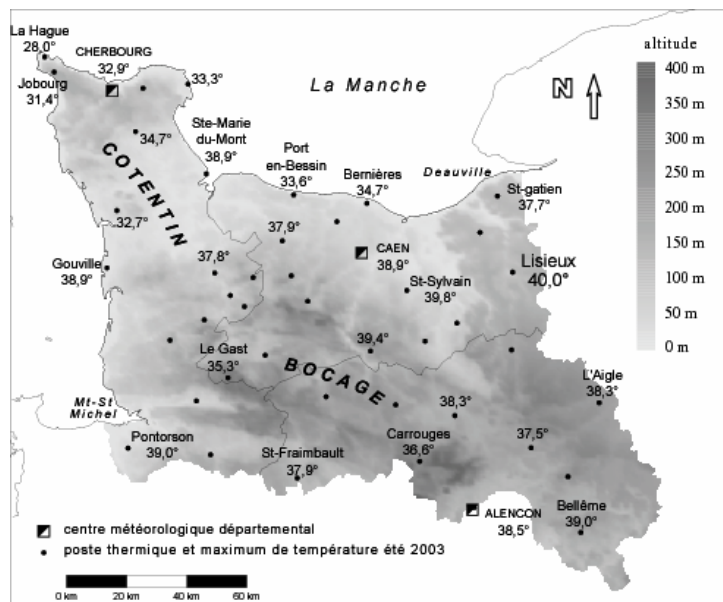 La Hague
28,0°
CHERBOURG
32,9°
Jobourg
31,4°
33,3°
34,7°
Ste-Marie
du-Mont
38,9°
La Manche
N
altitude
400 m
350 m
300 m
250 m
200 m
150 m
100 m
50 m
0 m
COTENTIN
32,7°
Port
en-Bessin
33,6°
Bernières
34,7°
Deauville
St-gatien
37,7°
37,9°
37,8°
Gouville
38,9°
CAEN
38,9°
St-Sylvain
39,8°
Lisieux
40,0°
39,4°
Le Gast
35,3°
BOCAGE
Mt-St
Michel
L'Aigle
38,3°
38,3°
Pontorson
39,0°
St-Fraimbault
37,9°
Carrouges
36,6°
37,5°
ALENCON
38,5°
Bellême
39,0°
centre météorologique départemental
poste thermique et maximum de température été 2003
0 km 20 km 40 km 60 km